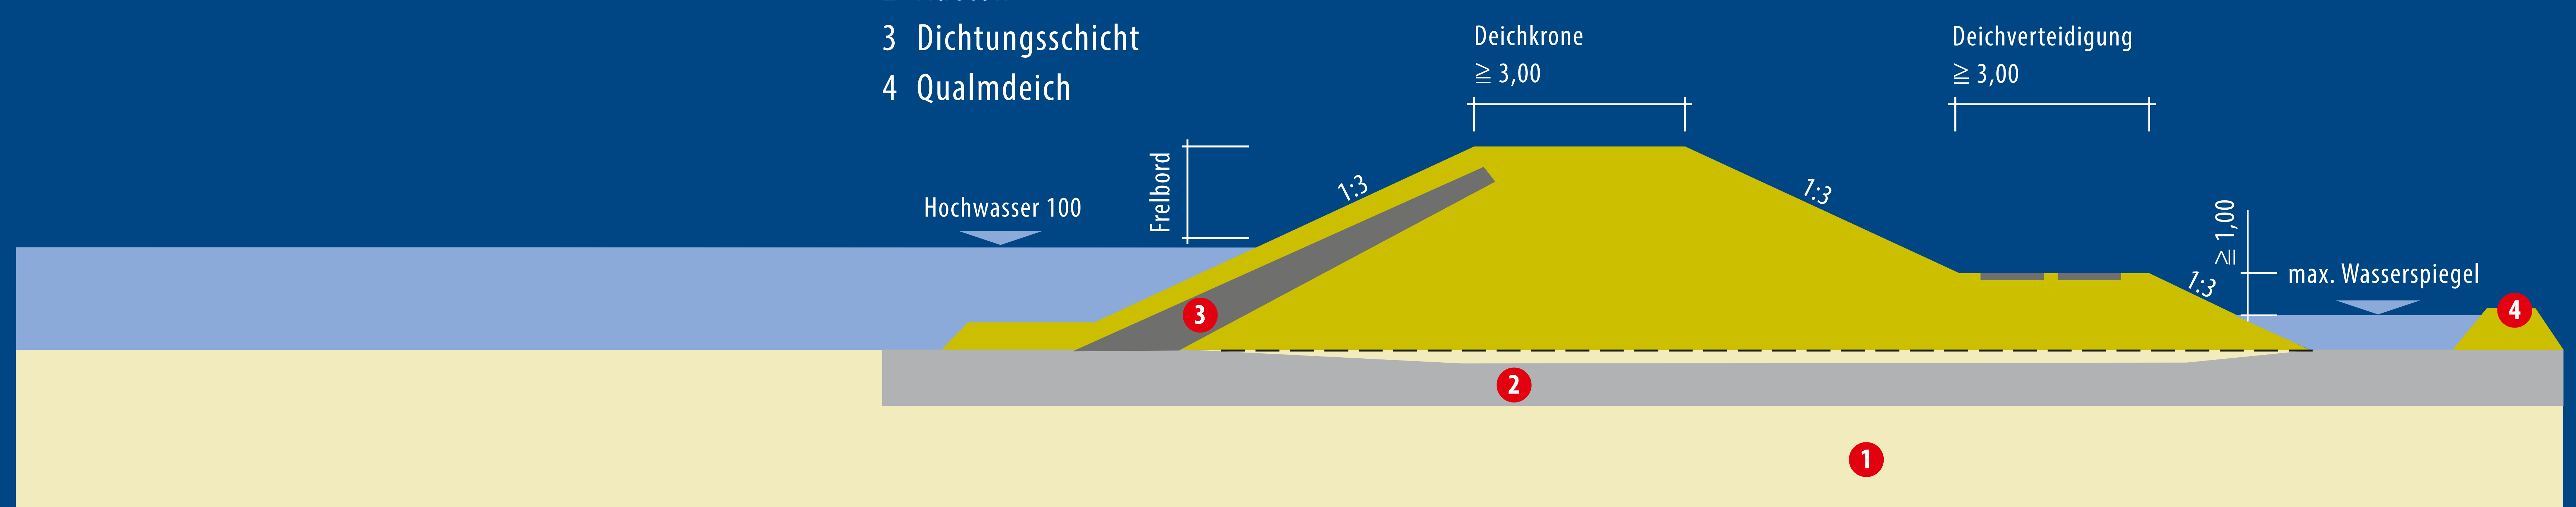 3 Dichtungsschicht
4 Qualmdeich
Deichkrone
≧ 3,00
Deichverteidigung
≧ 3,00
Frelbord
Hochwasser 100
1:3
1:3
≧ 1,00
1:3
max. Wasserspiegel
3
4
2
1